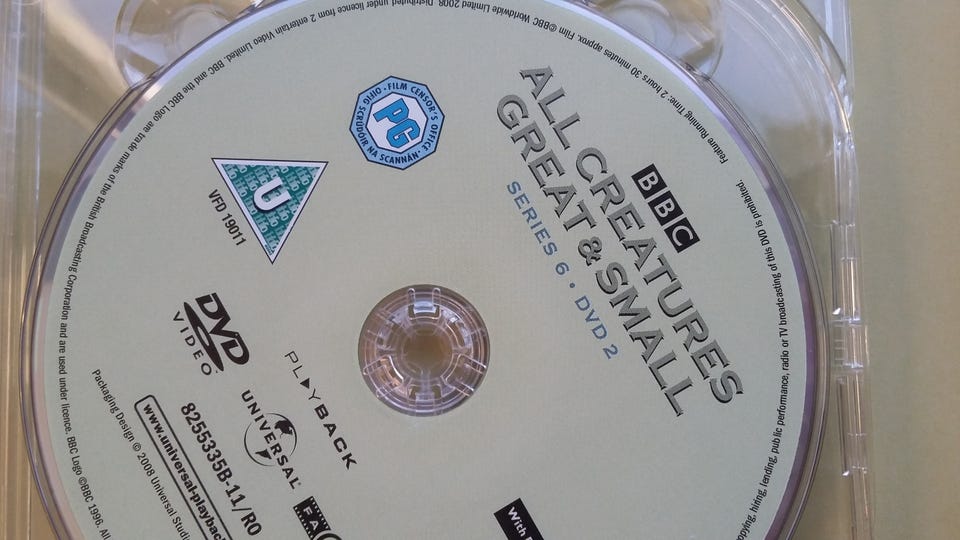 BBC
ALL CREATURES
GREAT & SMALL
SERIES 6 • DVD 2
OIFIG SCRÚDÓIR NA SCANNÁN • FILM CENSOR'S OFFICE •
PG
U
VFD 19011
DVD
VIDEO
PLAYBACK
UNIVERSAL
8255335B-11/R0
www.universal-playback
With
Feature Running Time: 2 hours 30 minutes approx. Film ©BBC Worldwide Limited 2008. Distributed under licence from 2 entertain Video Limited. BBC and the BBC Logo are trade marks of the British Broadcasting Corporation and are used under licence. BBC Logo ©BBC 1996. All
Packaging Design © 2008 Universal Studio
copying, hiring, lending, public performance, radio or TV broadcasting of this DVD is prohibited.